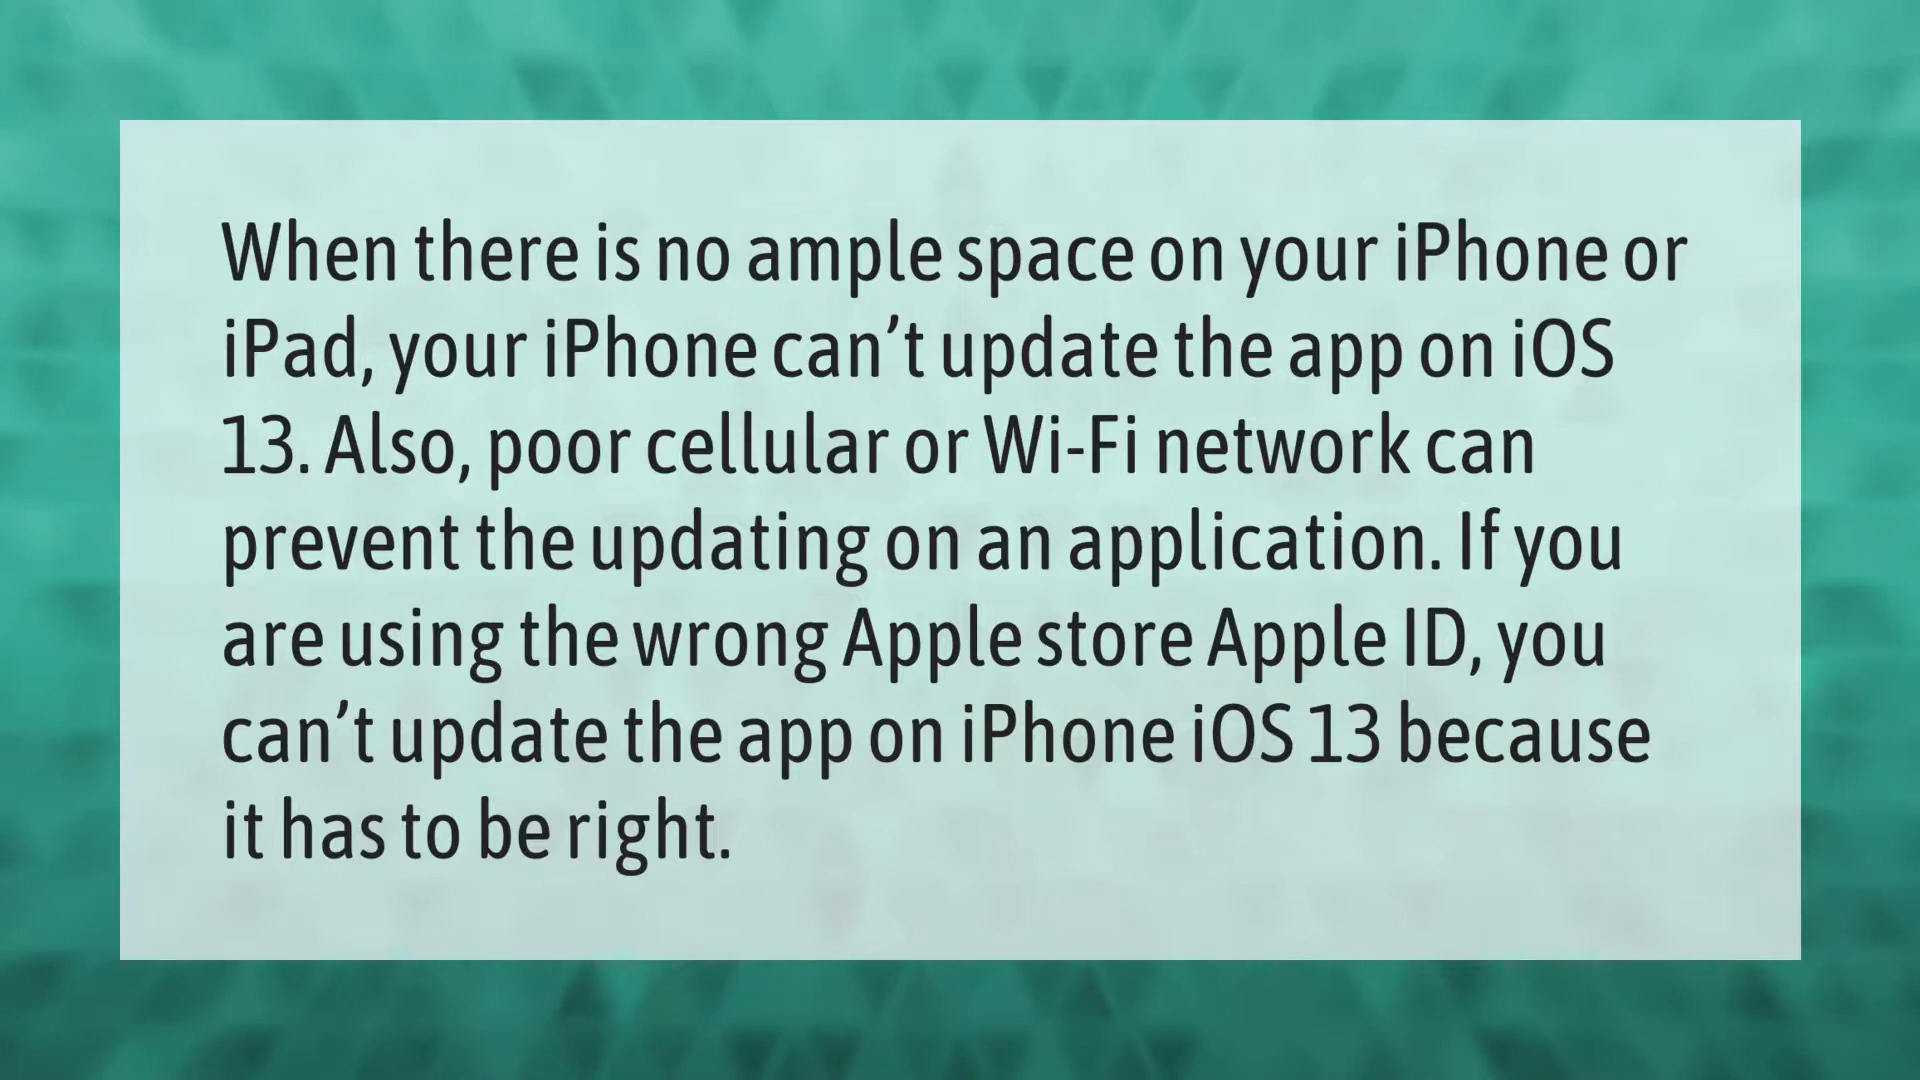 When there is no ample space on your iPhone or
iPad, your iPhone can’t update the app on iOS
13. Also, poor cellular or Wi-Fi network can
prevent the updating on an application. If you
are using the wrong Apple store Apple ID, you
can’t update the app on iPhone iOS 13 because
it has to be right.